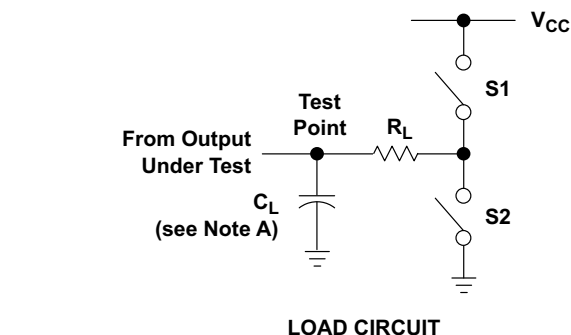 VCC
S1
Test
Point
RL
From Output
Under Test
CL
(see Note A)
S2
LOAD CIRCUIT